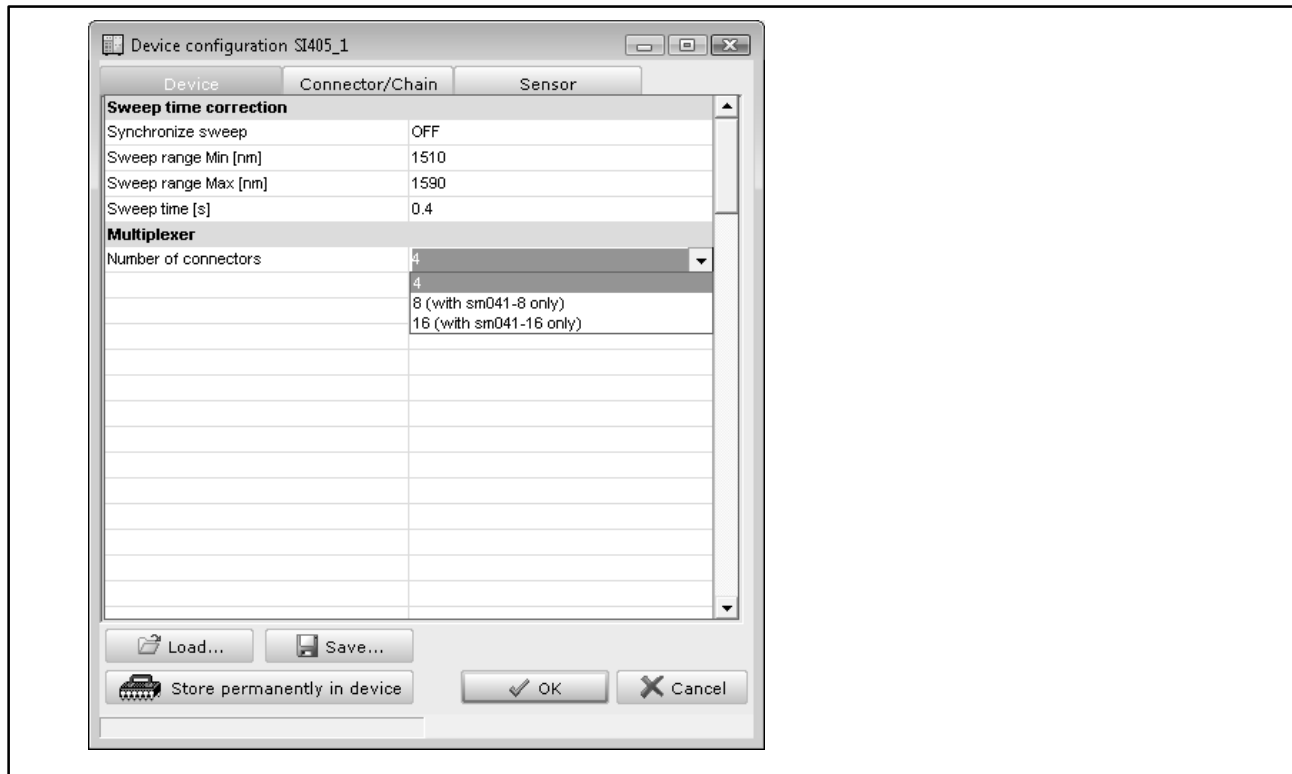 Device configuration SI405_1
Device Connector/Chain Sensor
Sweep time correction
Synchronize sweep OFF
Sweep range Min [nm] 1510
Sweep range Max [nm] 1590
Sweep time [s] 0.4
Multiplexer
Number of connectors 4
4
8 (with sm041-8 only)
16 (with sm041-16 only)
Load... Save...
Store permanently in device OK Cancel